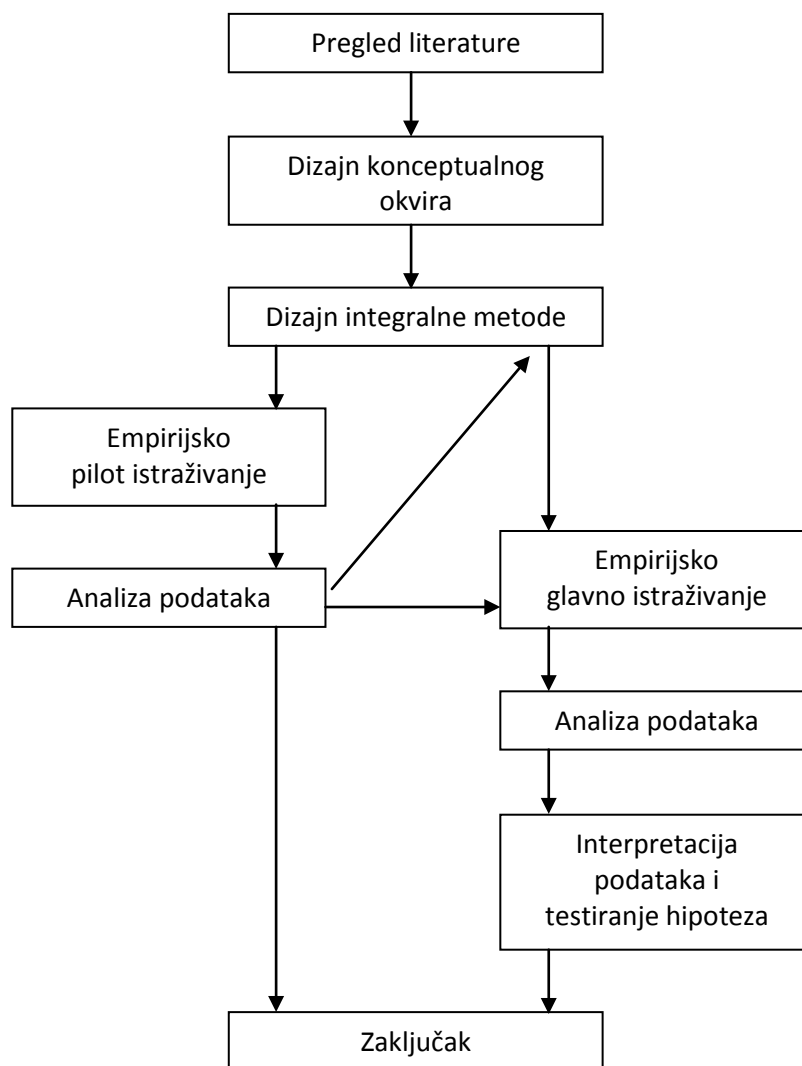 Pregled literature
Dizajn konceptualnog
okvira
Dizajn integralne metode
Empirijsko
pilot istraživanje
Analiza podataka
Empirijsko
glavno istraživanje
Analiza podataka
Interpretacija
podataka i
testiranje hipoteza
Zaključak